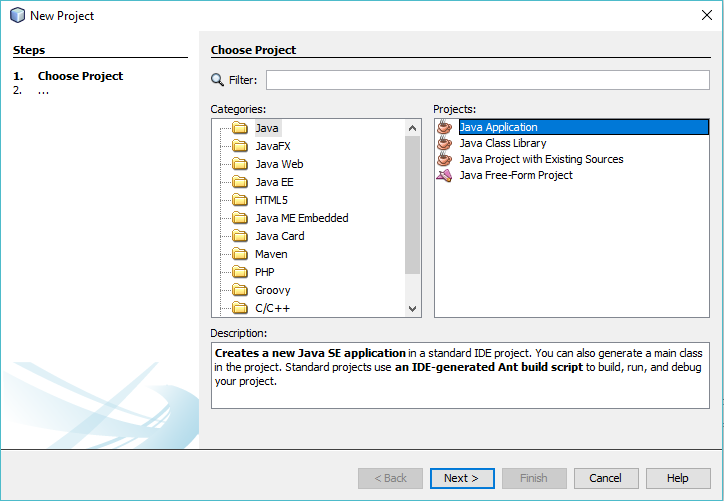 New Project
Steps
1. Choose Project
2. ...
Choose Project
Filter:
Categories:
Java
JavaFX
Java Web
Java EE
HTML5
Java ME Embedded
Java Card
Maven
PHP
Groovy
C/C++
Projects:
Java Application
Java Class Library
Java Project with Existing Sources
Java Free-Form Project
Description:
Creates a new Java SE application in a standard IDE project. You can also generate a main class
in the project. Standard projects use an IDE-generated Ant build script to build, run, and debug
your project.
< Back Next > Finish Cancel Help